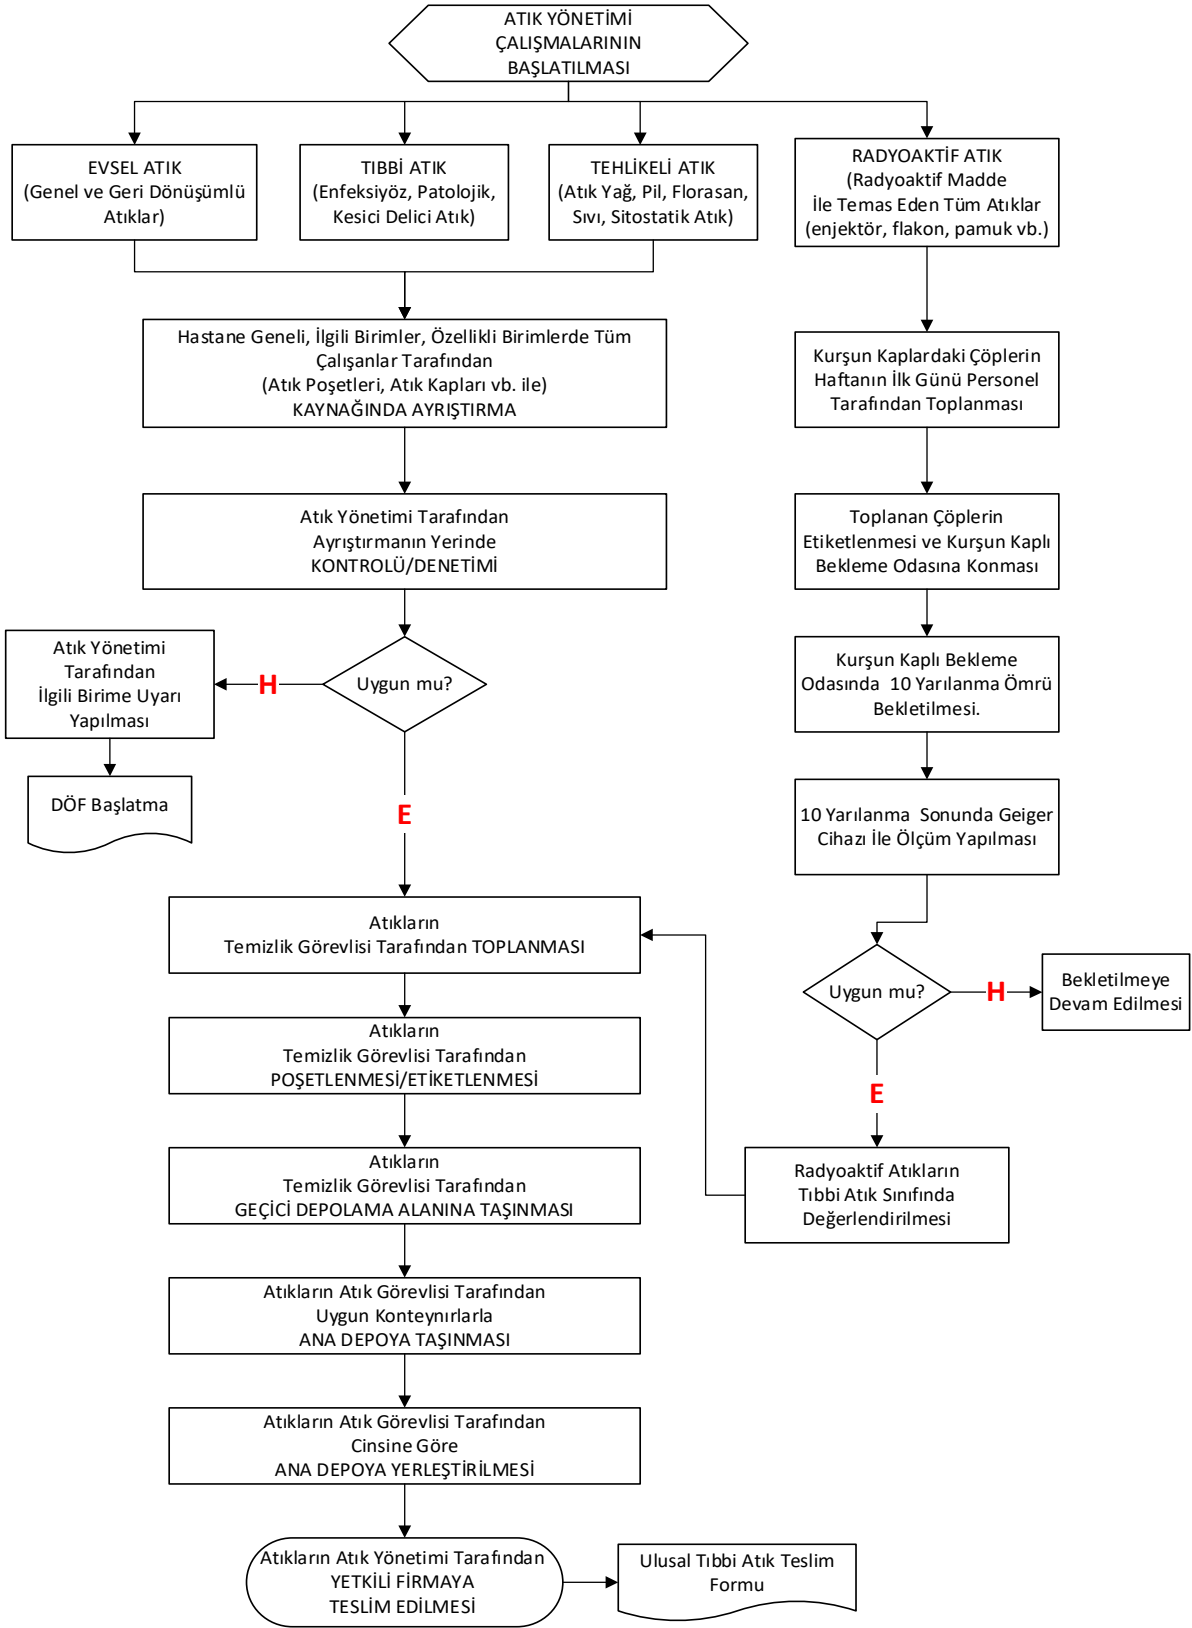 ATIK YÖNETİMİ
ÇALIŞMALARININ
BAŞLATILMASI
EVSEL ATIK
(Genel ve Geri Dönüşümlü
Atıklar)
TIBBİ ATIK
(Enfeksiyöz, Patolojik,
Kesici Delici Atık)
TEHLİKELİ ATIK
(Atık Yağ, Pil, Florasan,
Sıvı, Sitostatik Atık)
RADYOAKTİF ATIK
(Radyoaktif Madde
İle Temas Eden Tüm Atıklar
(enjektör, flakon, pamuk vb.)
Hastane Geneli, İlgili Birimler, Özellikli Birimlerde Tüm
Çalışanlar Tarafından
(Atık Poşetleri, Atık Kapları vb. ile)
KAYNAĞINDA AYRIŞTIRMA
Kurşun Kaplardaki Çöplerin
Haftanın İlk Günü Personel
Tarafından Toplanması
Atık Yönetimi Tarafından
Ayrıştırmanın Yerinde
KONTROLÜ/DENETİMİ
Toplanan Çöplerin
Etiketlenmesi ve Kurşun Kaplı
Bekleme Odasına Konması
Atık Yönetimi
Tarafından
İlgili Birime Uyarı
Yapılması
H
Uygun mu?
Kurşun Kaplı Bekleme
Odasında  10 Yarılanma Ömrü
Bekletilmesi.
DÖF Başlatma
E
10 Yarılanma  Sonunda Geiger
Cihazı İle Ölçüm Yapılması
Atıkların
Temizlik Görevlisi Tarafından TOPLANMASI
Uygun mu?
H
Bekletilmeye
Devam Edilmesi
Atıkların
Temizlik Görevlisi Tarafından
POŞETLENMESİ/ETİKETLENMESİ
E
Atıkların
Temizlik Görevlisi Tarafından
GEÇİCİ DEPOLAMA ALANINA TAŞINMASI
Radyoaktif Atıkların
Tıbbi Atık Sınıfında
Değerlendirilmesi
Atıkların Atık Görevlisi Tarafından
Uygun Konteynırlarla
ANA DEPOYA TAŞINMASI
Atıkların Atık Görevlisi Tarafından
Cinsine Göre
ANA DEPOYA YERLEŞTİRİLMESİ
Atıkların Atık Yönetimi Tarafından
YETKİLİ FİRMAYA
TESLİM EDİLMESİ
Ulusal Tıbbi Atık Teslim
Formu